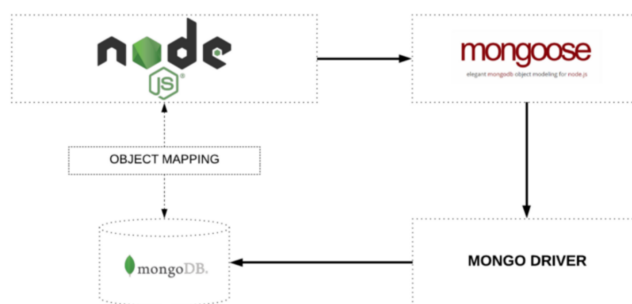 node
JS
mongoose
elegant mongodb object modeling for node.js
OBJECT MAPPING
mongoDB.
MONGO DRIVER